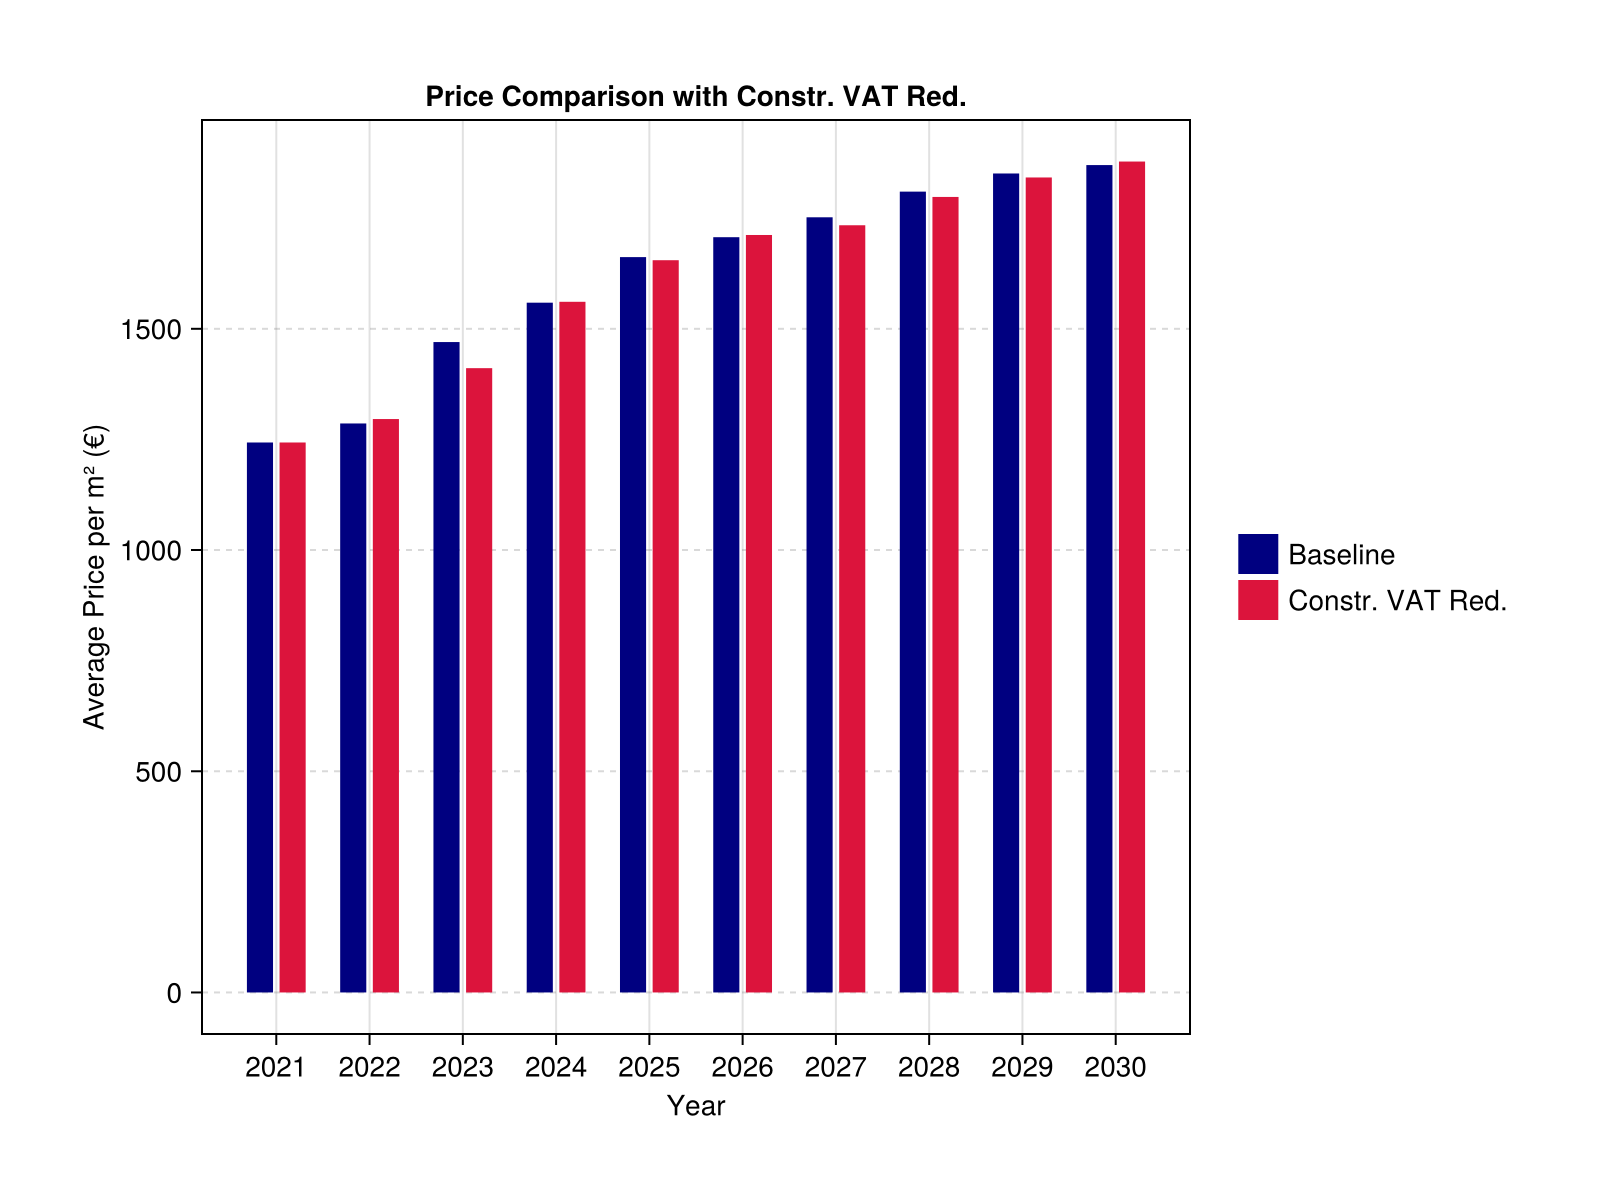 Price Comparison with Constr. VAT Red.
Average Price per m² (€)
1500
1000
500
0
2021 2022 2023 2024 2025 2026 2027 2028 2029 2030
Year
Baseline
Constr. VAT Red.